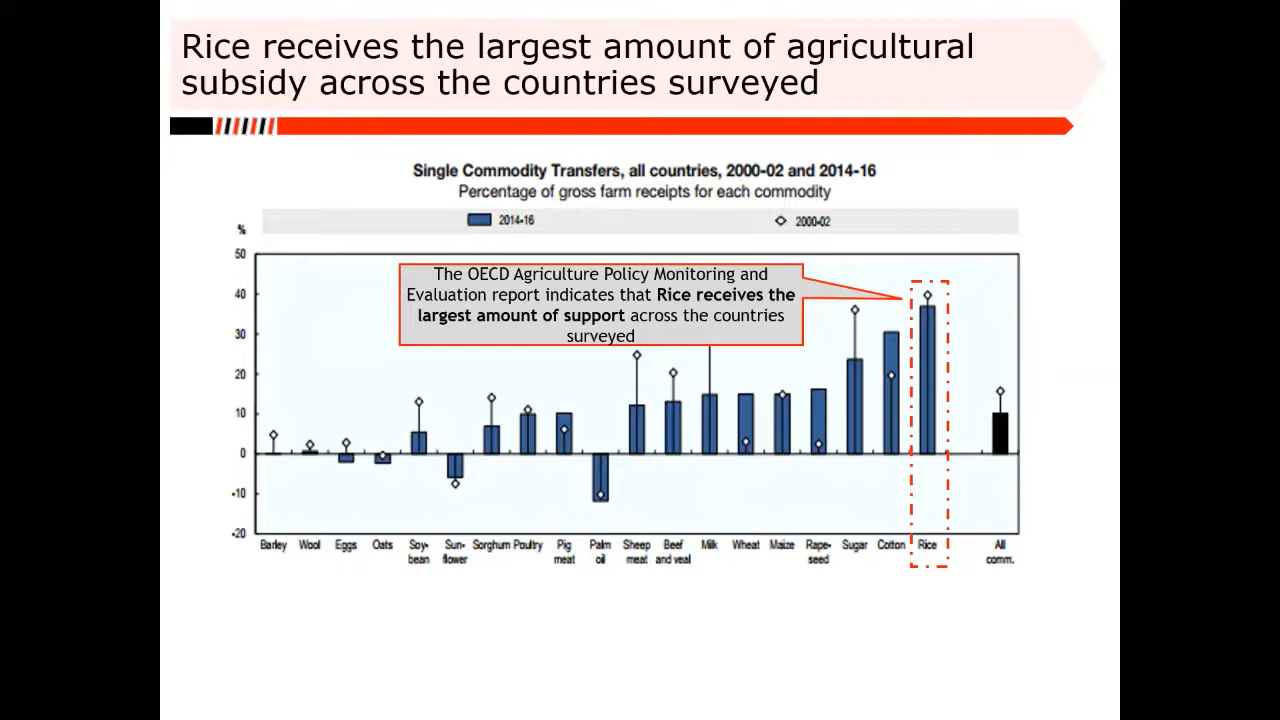 Rice receives the largest amount of agricultural
subsidy across the countries surveyed
Single Commodity Transfers, all countries, 2000-02 and 2014-16
Percentage of gross farm receipts for each commodity
2014-16
2000-02
%
The OECD Agriculture Policy Monitoring and
Evaluation report indicates that Rice receives the
largest amount of support across the countries
surveyed
50
40
30
20
10
0
-10
-20
Barley Wool Eggs Oats Soy- Sun- Sorghum Poultry Pig Palm Sheep Beef Milk Wheat Maize Rape- Sugar Cotton Rice All
bean flower meat oil meat and veal seed comm.